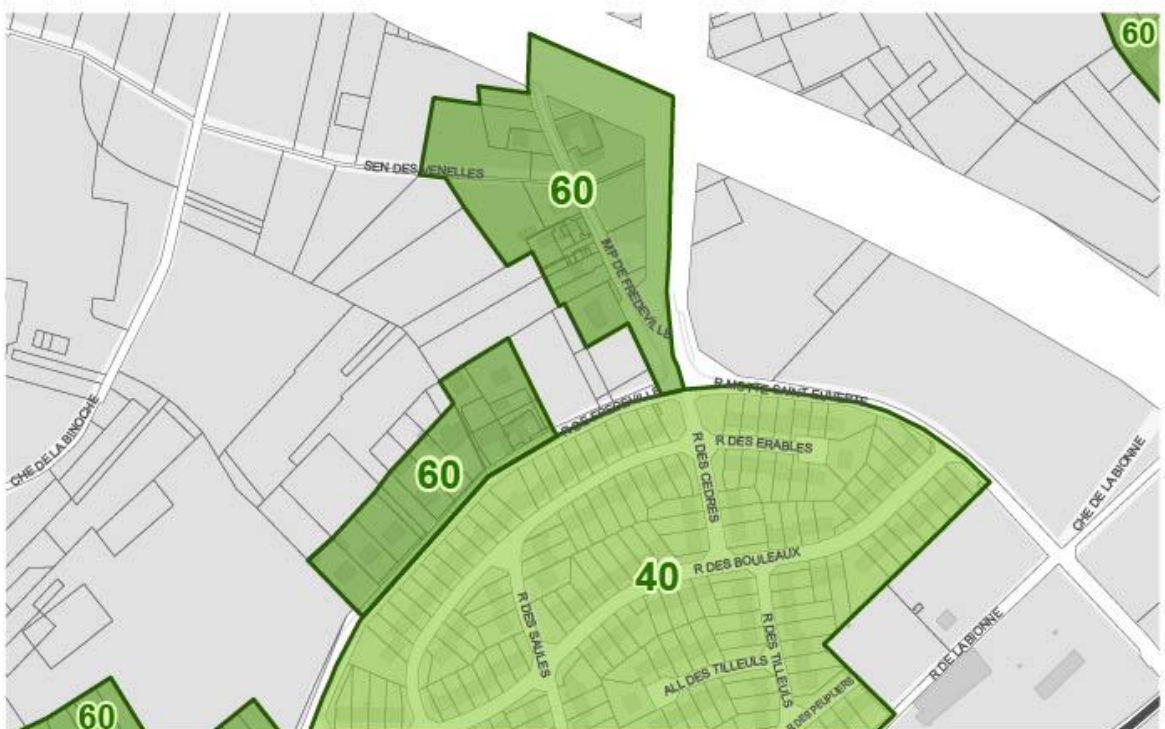 60
SEN DES VENELLES
60
IMP DE FREDEVILLE
R DE FREDEVILLE
R MOTTE SAINT EUVERTE
R DES ERABLES
R DES CEDRES
CHE DE LA BINOCHE
60
CHE DE LA BIONNE
40
R DES BOULEAUX
R DES SAULES
R DES TILLEULS
R DE LA BIONNE
ALL DES TILLEULS
R DES PEUPLIERS
60